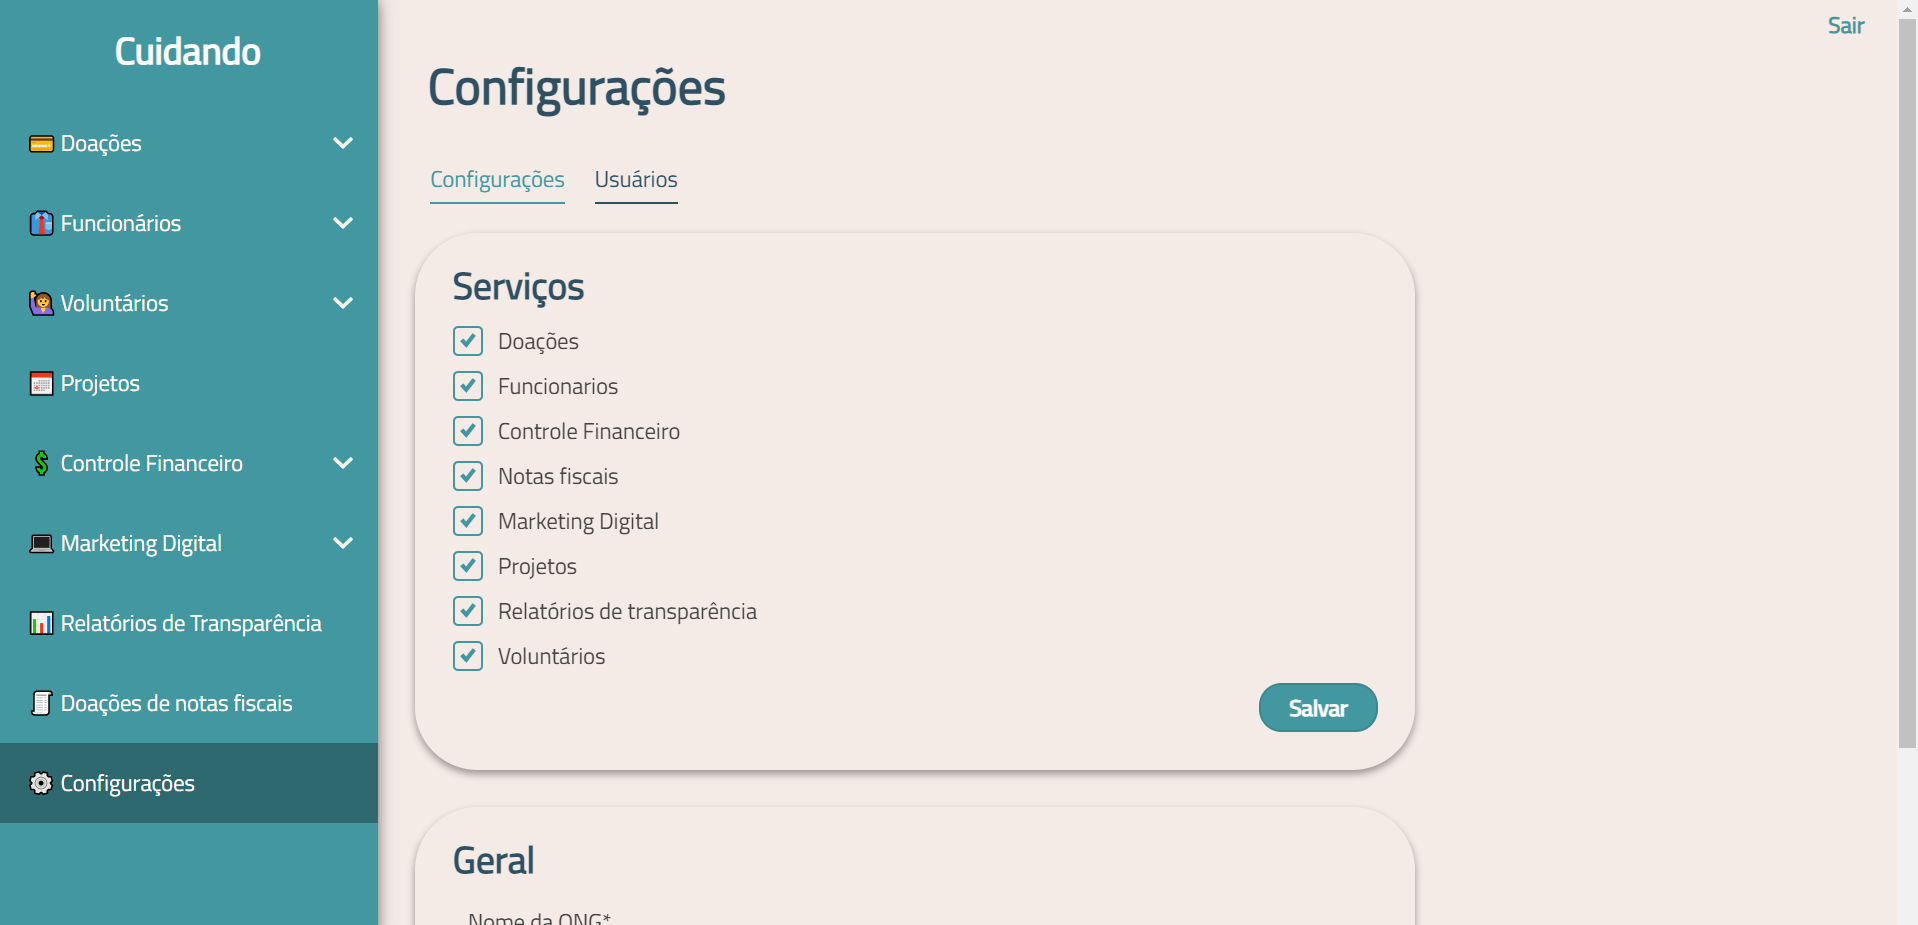 Cuidando
Doações
Funcionários
Voluntários
Projetos
Controle Financeiro
Marketing Digital
Relatórios de Transparência
Doações de notas fiscais
Configurações
Sair
Configurações
Configurações
Usuários
Serviços
Doações
Funcionarios
Controle Financeiro
Notas fiscais
Marketing Digital
Projetos
Relatórios de transparência
Voluntários
Salvar
Geral
Nome da ONG*